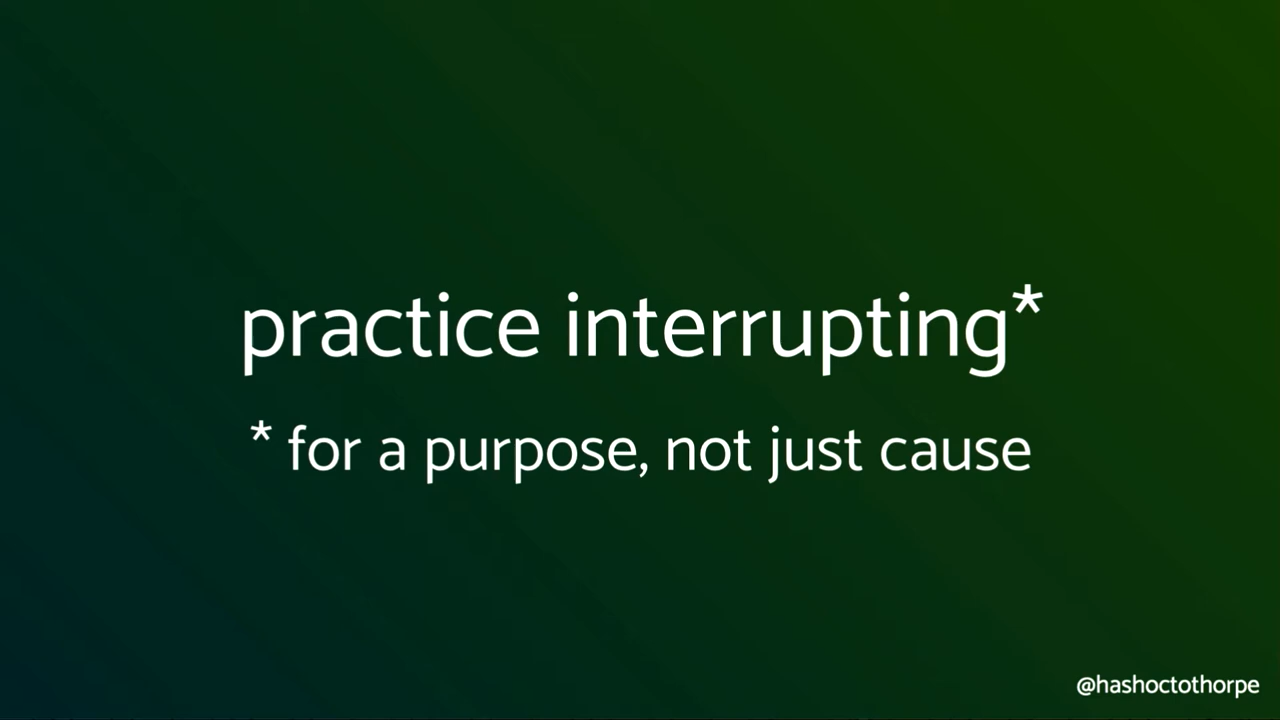 practice interrupting*
* for a purpose, not just cause
@hashoctothorpe